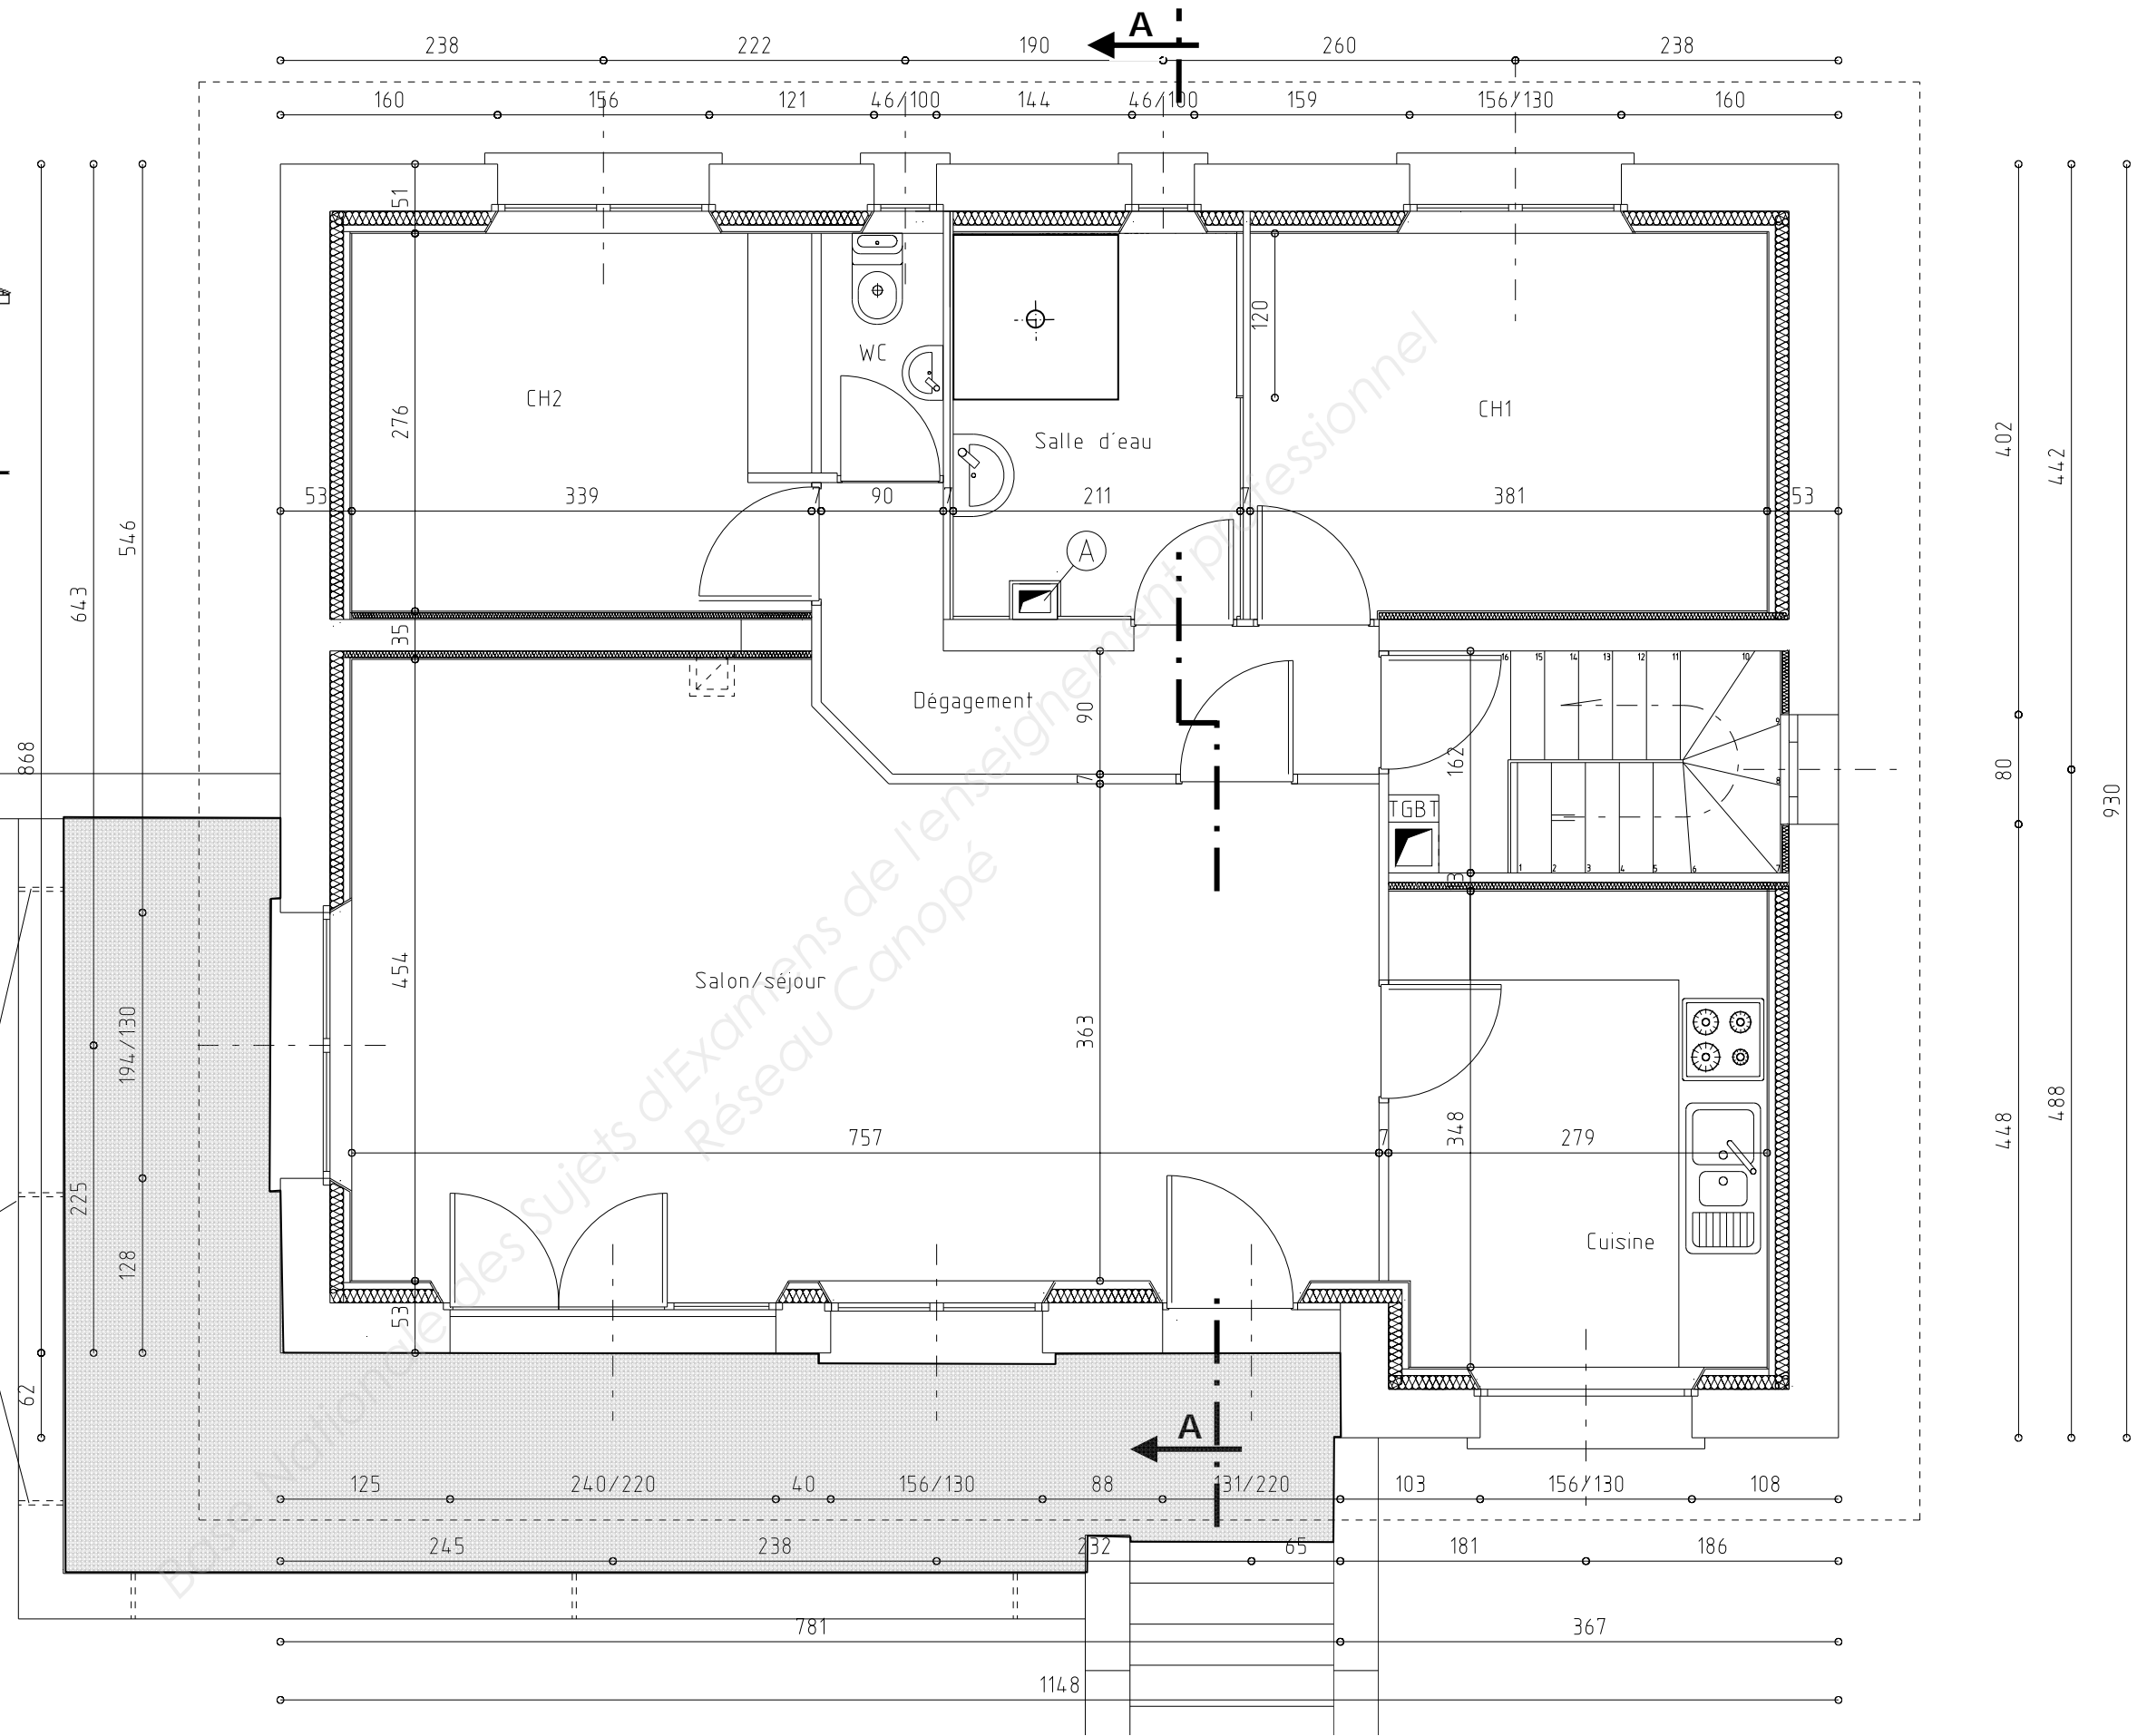 A
238 222 190 260 238
160 156 121 46/100 144 46/100 159 156/130 160
51
120
WC
CH2
CH1
276
Salle d'eau
402
442
53 339 7 90 7 211 7 381 53
546
A
643
35
16 15 14 13 12 11 10
Dégagement
90
9
162
80
868
7
8
TGBT
930
1 2 3 4 5 6 7
13
454
Salon/séjour
194/130
363
348
448
488
757 7 279
225
128
Cuisine
53
62
A
125 240/220 40 156/130 88 131/220 103 156/130 108
245 238 232 65 181 186
781 367
1148
Base Nationale des Sujets d'Examens de l'enseignement professionnel
Réseau Canopé